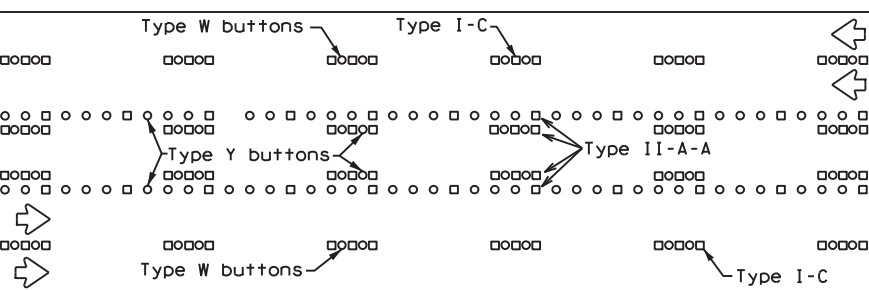 Type W buttons
Type I-C
Type Y buttons
Type II-A-A
Type W buttons
Type I-C